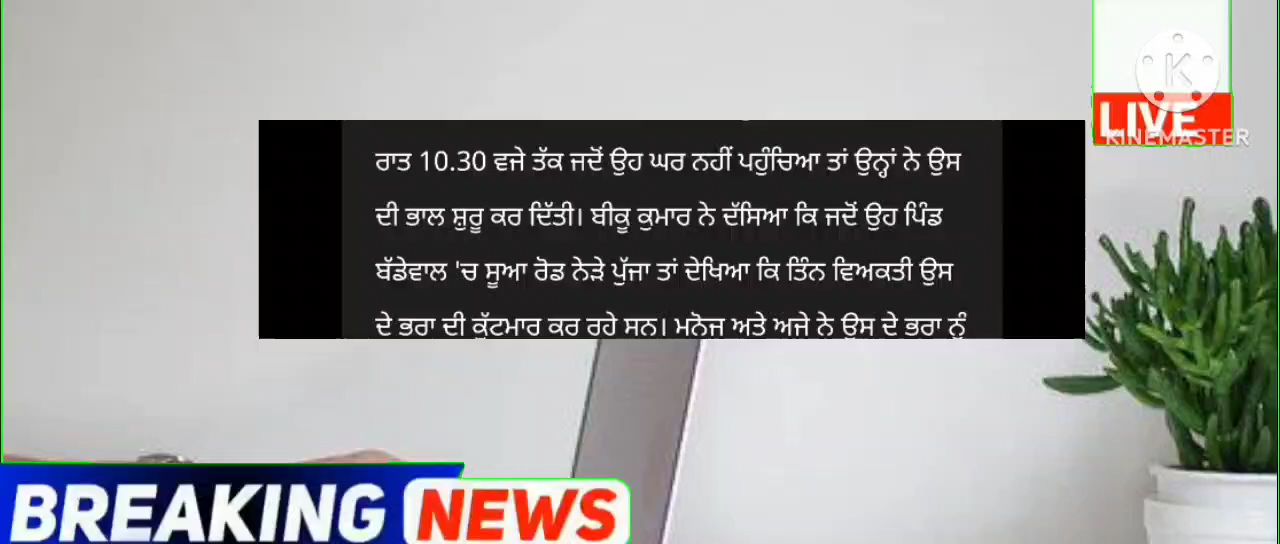 LIVE
KINEMASTER
ਰਾਤ 10.30 ਵਜੇ ਤੱਕ ਜਦੋਂ ਉਹ ਘਰ ਨਹੀਂ ਪਹੁੰਚਿਆ ਤਾਂ ਉਨ੍ਹਾਂ ਨੇ ਉਸ
ਦੀ ਭਾਲ ਸ਼ੁਰੂ ਕਰ ਦਿੱਤੀ। ਬੀਕੂ ਕੁਮਾਰ ਨੇ ਦੱਸਿਆ ਕਿ ਜਦੋਂ ਉਹ ਪਿੰਡ
ਬੱਡੇਵਾਲ 'ਚ ਸੂਆ ਰੋਡ ਨੇੜੇ ਪੁੱਜਾ ਤਾਂ ਦੇਖਿਆ ਕਿ ਤਿੰਨ ਵਿਅਕਤੀ ਉਸ
ਦੇ ਭਰਾ ਦੀ ਕੁੱਟਮਾਰ ਕਰ ਰਹੇ ਸਨ। ਮਨੋਜ ਅਤੇ ਅਜੇ ਨੇ ਉਸ ਦੇ ਭਰਾ ਨੂੰ
BREAKING NEWS